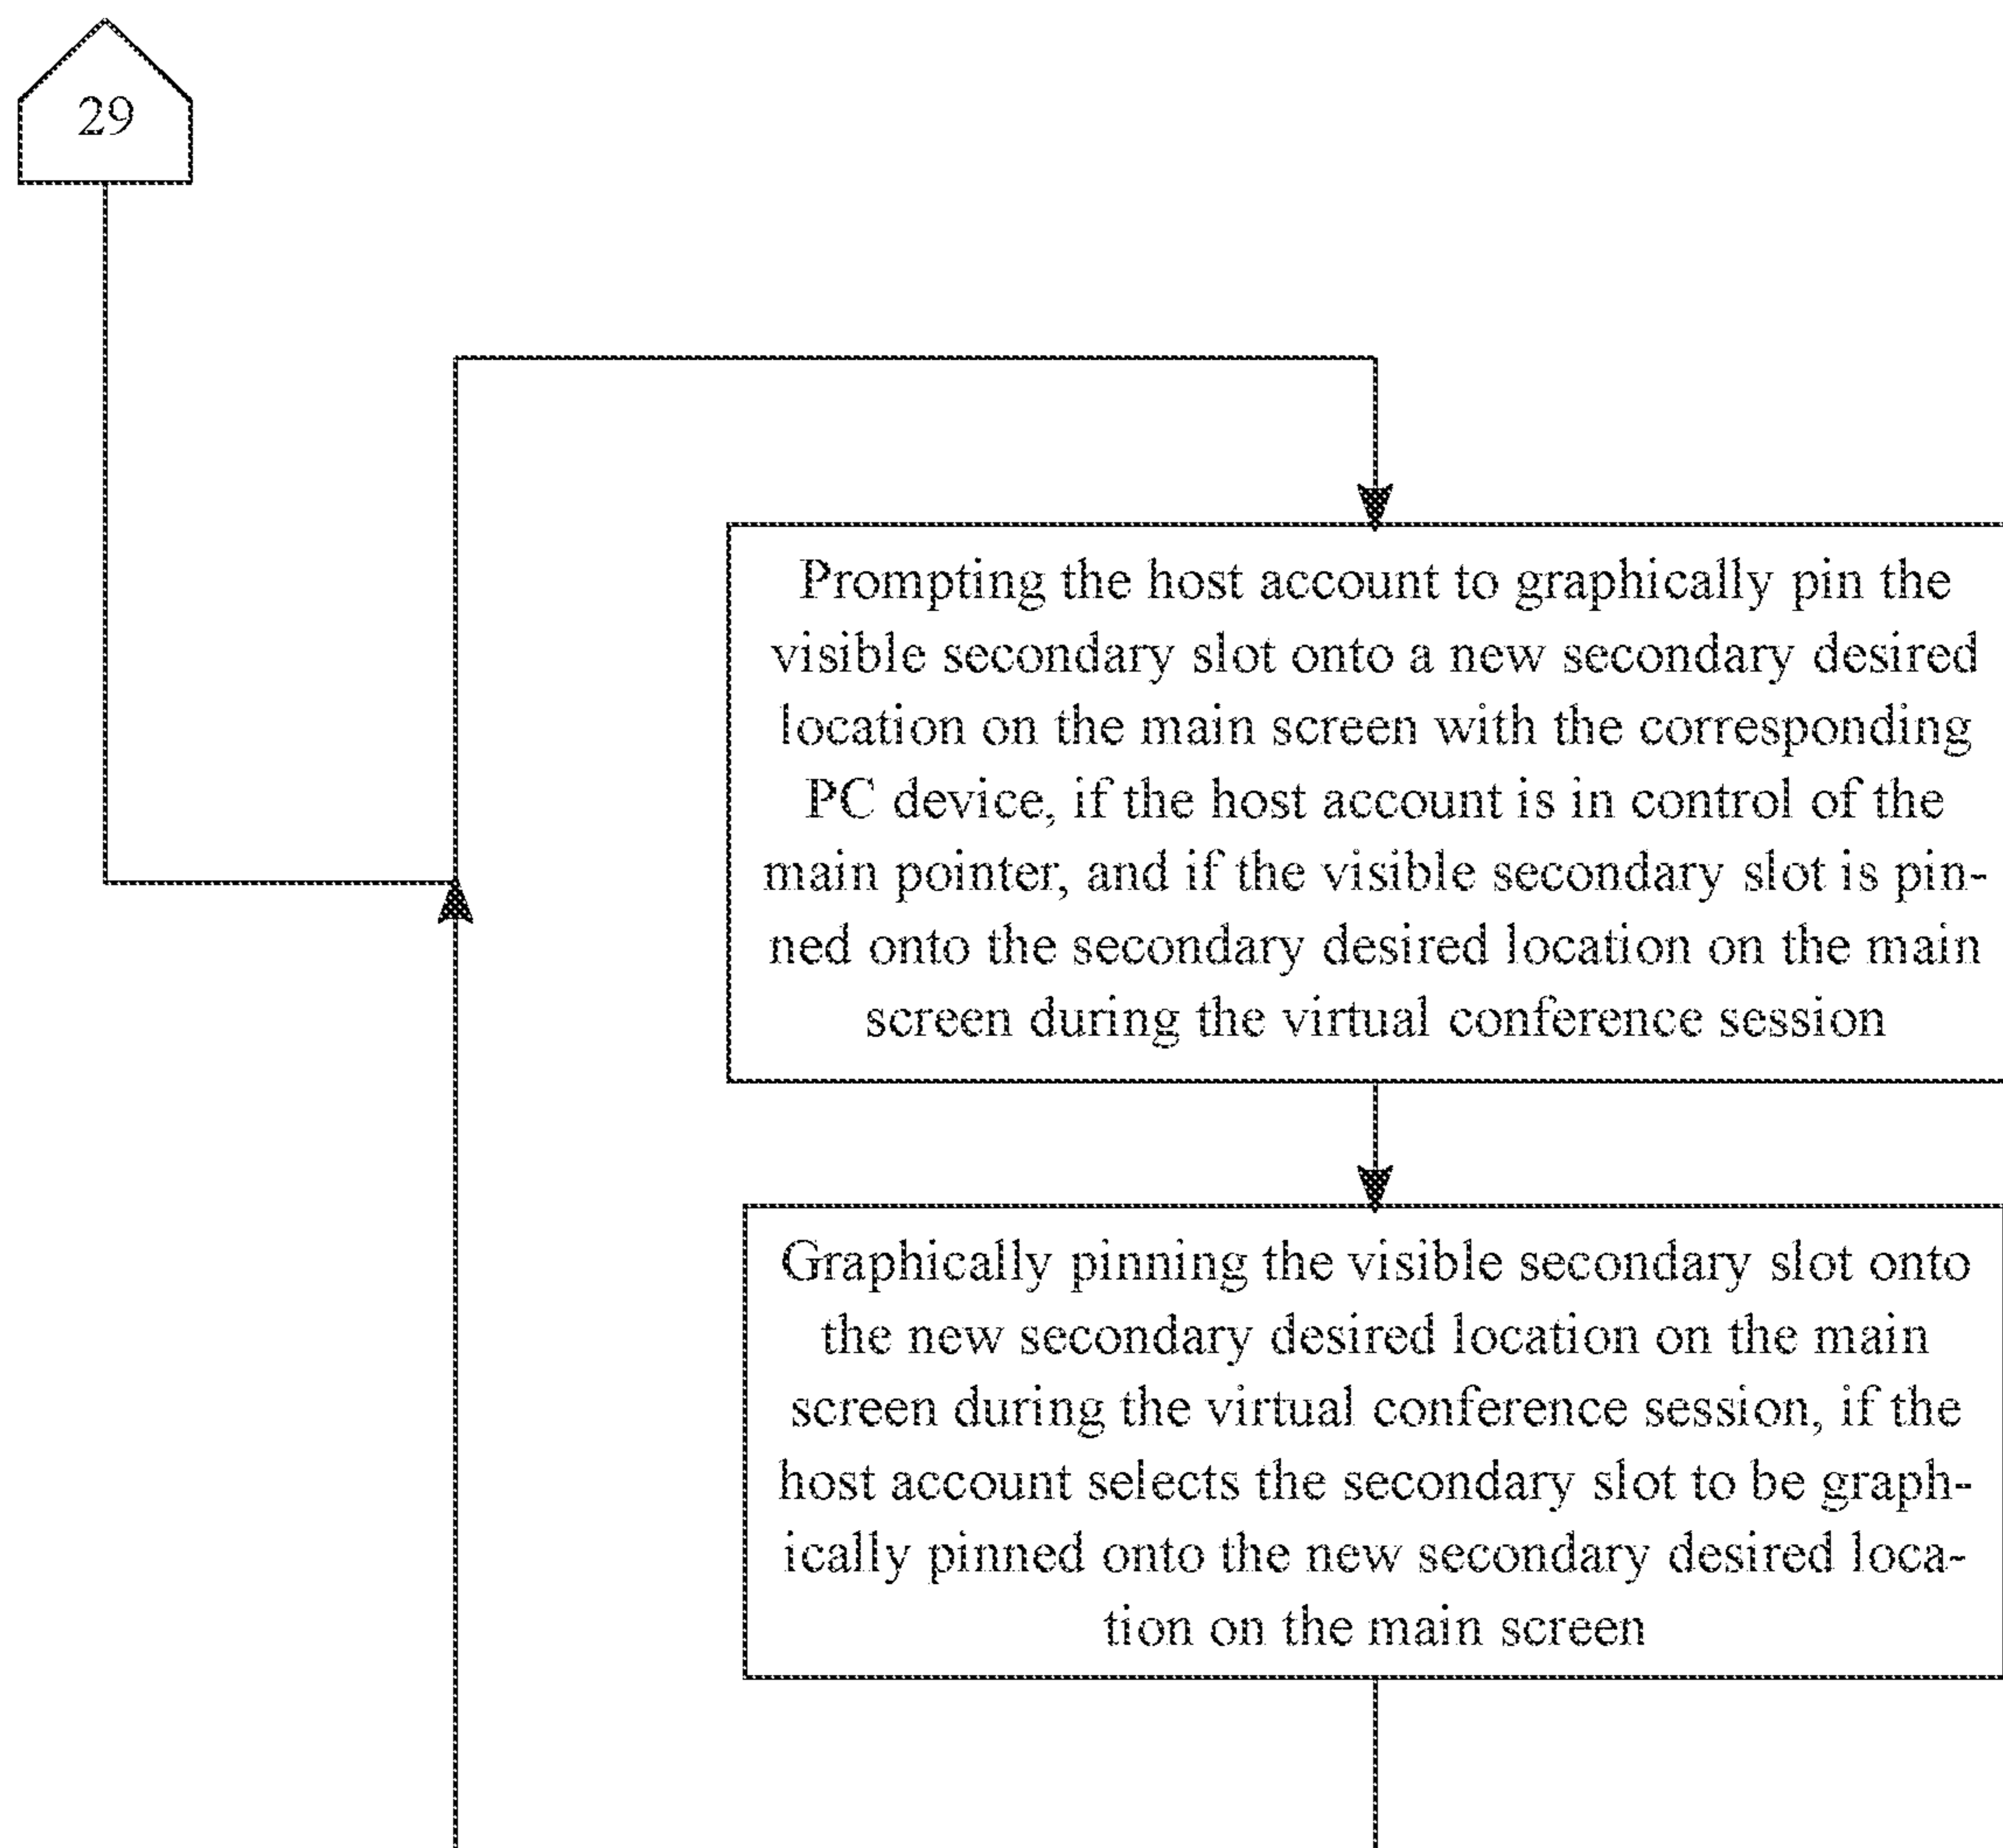 29
Prompting the host account to graphically pin the
visible secondary slot onto a new secondary desired
location on the main screen with the corresponding
PC device, if the host account is in control of the
main pointer, and if the visible secondary slot is pin-
ned onto the secondary desired location on the main
screen during the virtual conference session
Graphically pinning the visible secondary slot onto
the new secondary desired location on the main
screen during the virtual conference session, if the
host account selects the secondary slot to be graph-
ically pinned onto the new secondary desired loca-
tion on the main screen